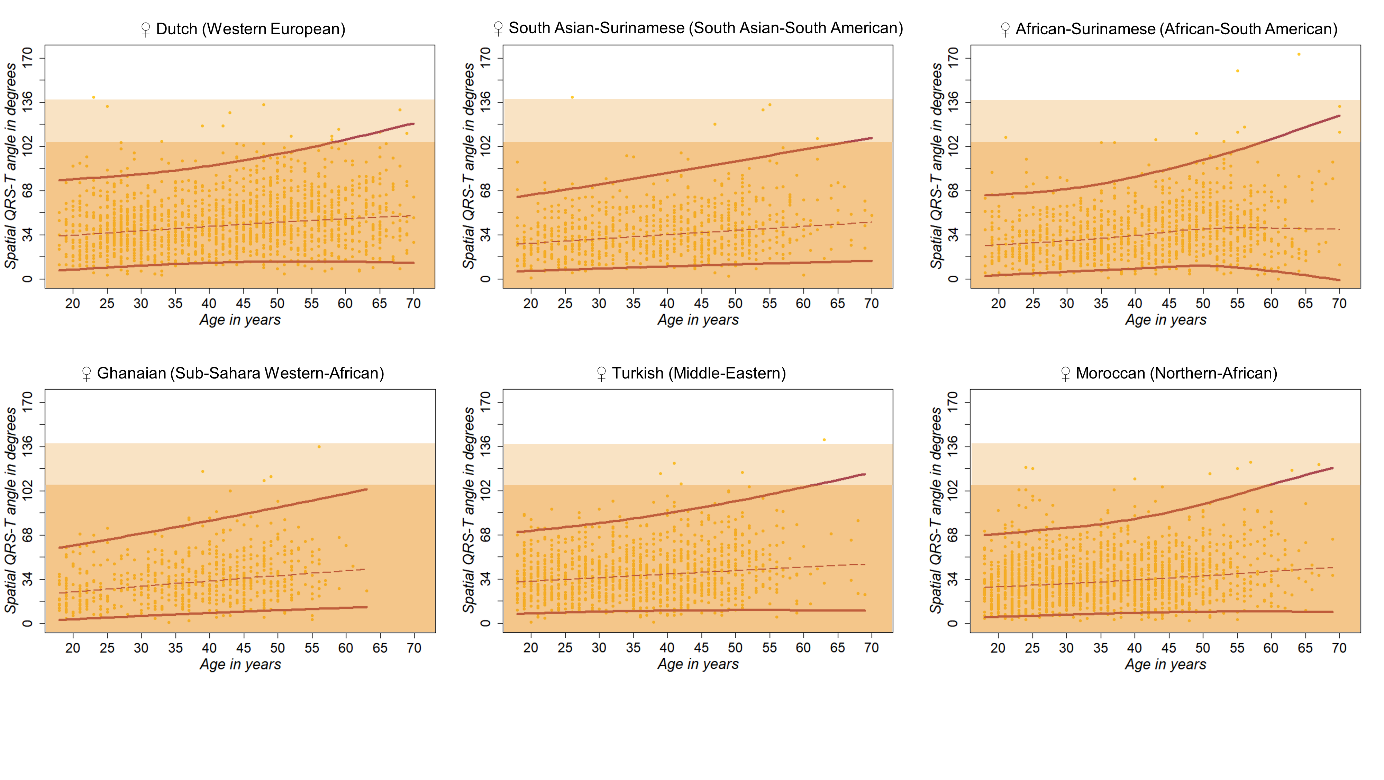 ♀ Dutch (Western European)
♀ South Asian-Surinamese (South Asian-South American)
♀ African-Surinamese (African-South American)
Spatial QRS-T angle in degrees
0 34 68 102 136 170
20 25 30 35 40 45 50 55 60 65 70
Age in years
Spatial QRS-T angle in degrees
0 34 68 102 136 170
20 25 30 35 40 45 50 55 60 65 70
Age in years
Spatial QRS-T angle in degrees
0 34 68 102 136 170
20 25 30 35 40 45 50 55 60 65 70
Age in years
♀ Ghanaian (Sub-Sahara Western-African)
♀ Turkish (Middle-Eastern)
♀ Moroccan (Northern-African)
Spatial QRS-T angle in degrees
0 34 68 102 136 170
20 25 30 35 40 45 50 55 60 65 70
Age in years
Spatial QRS-T angle in degrees
0 34 68 102 136 170
20 25 30 35 40 45 50 55 60 65 70
Age in years
Spatial QRS-T angle in degrees
0 34 68 102 136 170
20 25 30 35 40 45 50 55 60 65 70
Age in years